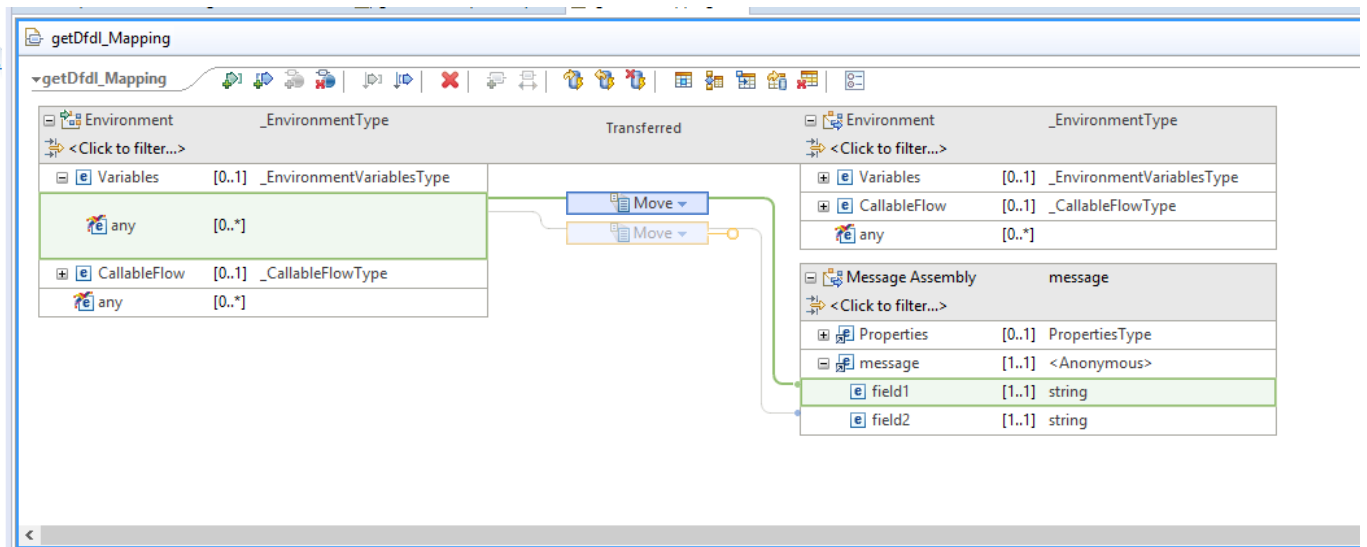 getDfdl_Mapping
getDfdl_Mapping
Environment _EnvironmentType
<Click to filter...>
Variables [0..1] _EnvironmentVariablesType
any [0..*]
CallableFlow [0..1] _CallableFlowType
any [0..*]
Transferred
Move
Move
Environment _EnvironmentType
<Click to filter...>
Variables [0..1] _EnvironmentVariablesType
CallableFlow [0..1] _CallableFlowType
any [0..*]
Message Assembly message
<Click to filter...>
Properties [0..1] PropertiesType
message [1..1] <Anonymous>
field1 [1..1] string
field2 [1..1] string